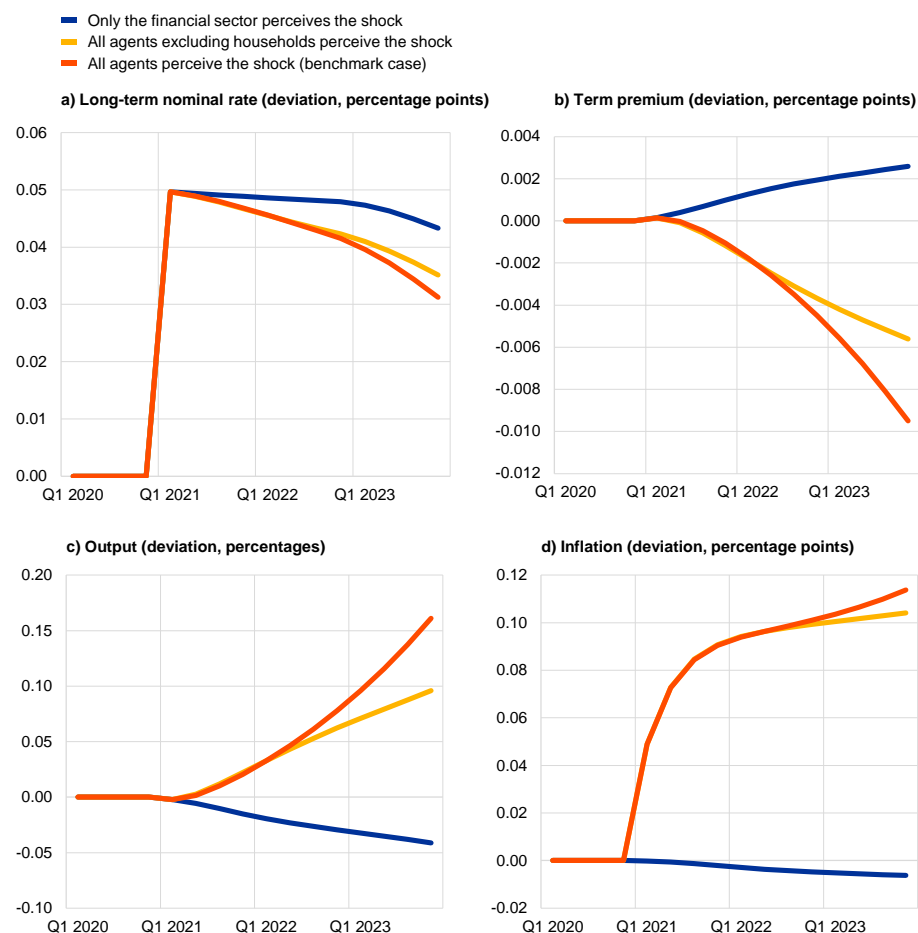 Only the financial sector perceives the shock
All agents excluding households perceive the shock
All agents perceive the shock (benchmark case)
a) Long-term nominal rate (deviation, percentage points)
0.06
0.05
0.04
0.03
0.02
0.01
0.00
Q1 2020 Q1 2021 Q1 2022 Q1 2023
b) Term premium (deviation, percentage points)
0.004
0.002
0.000
-0.002
-0.004
-0.006
-0.008
-0.010
-0.012
Q1 2020 Q1 2021 Q1 2022 Q1 2023
c) Output (deviation, percentages)
0.20
0.15
0.10
0.05
0.00
-0.05
-0.10
Q1 2020 Q1 2021 Q1 2022 Q1 2023
d) Inflation (deviation, percentage points)
0.12
0.10
0.08
0.06
0.04
0.02
0.00
-0.02
Q1 2020 Q1 2021 Q1 2022 Q1 2023